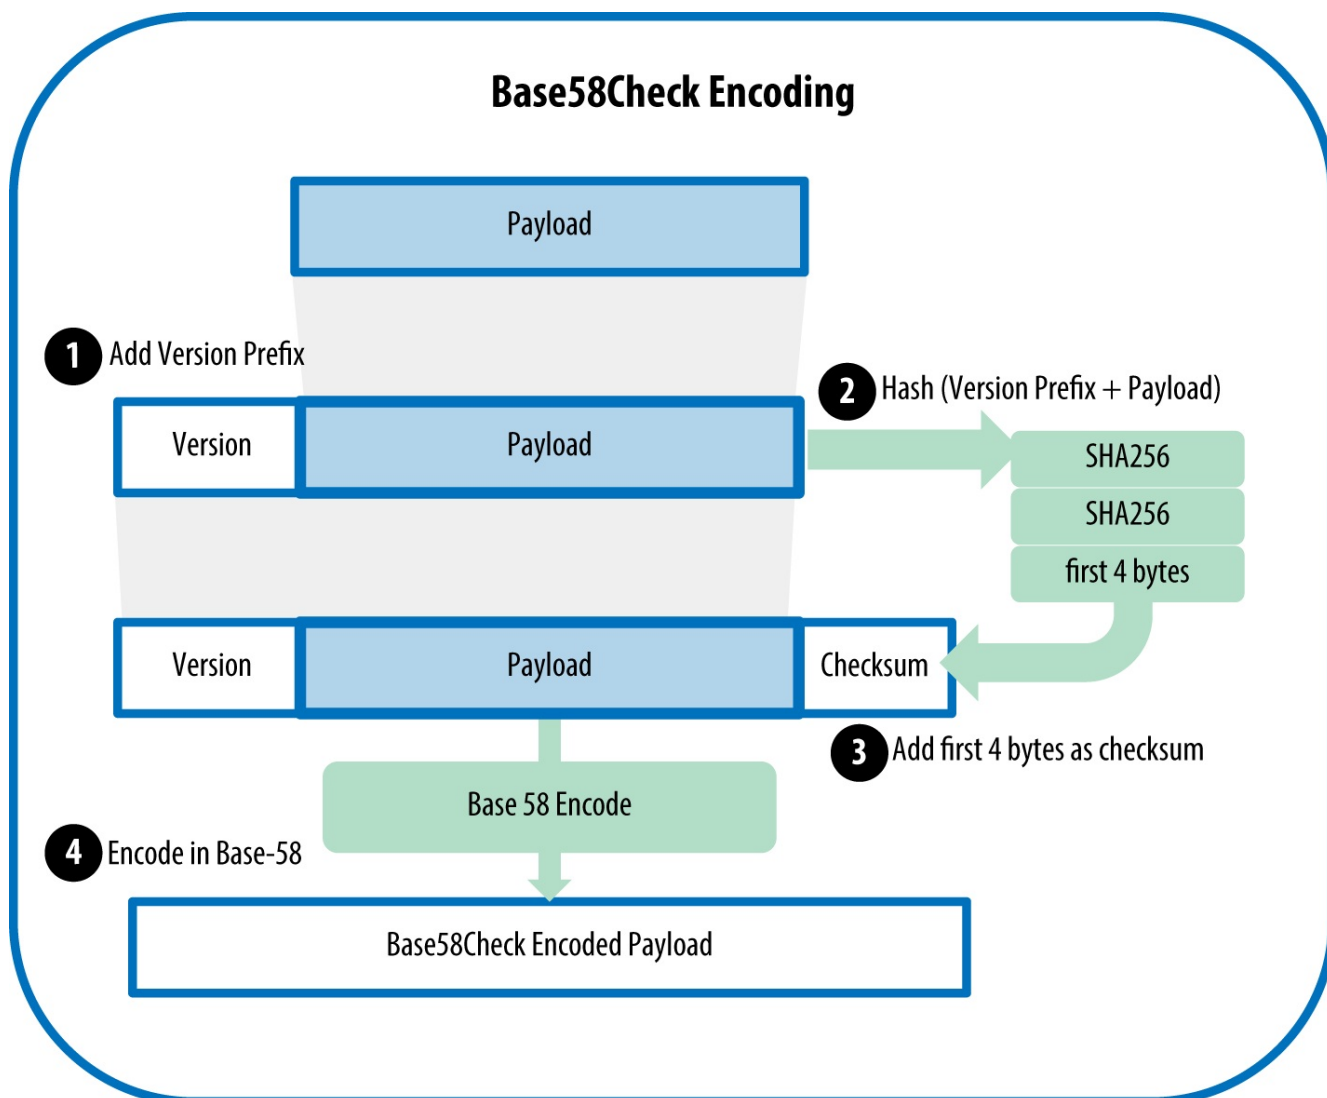 Base58Check Encoding
Payload
1 Add Version Prefix
2 Hash (Version Prefix + Payload)
Version Payload
SHA256
SHA256
first 4 bytes
Version Payload Checksum
3 Add first 4 bytes as checksum
Base 58 Encode
4 Encode in Base-58
Base58Check Encoded Payload